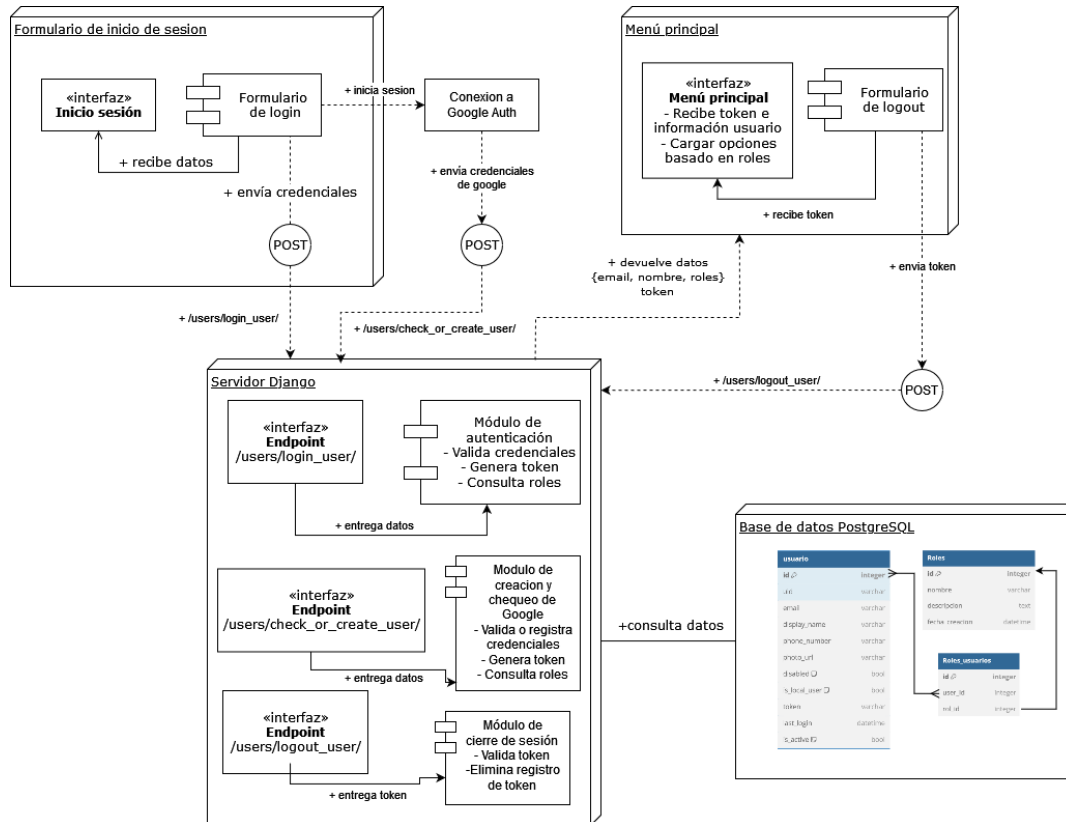 Formulario de inicio de sesion
«interfaz»
Inicio sesión
Formulario
de login
+ inicia sesion
Conexion a
Google Auth
+ recibe datos
+ envía credenciales
+ envía credenciales
de google
POST
POST
+ /users/login_user/
+ /users/check_or_create_user/
Menú principal
«interfaz»
Menú principal
- Recibe token e
información usuario
- Cargar opciones
basado en roles
Formulario
de logout
+ recibe token
+ devuelve datos
{email, nombre, roles}
token
+ envia token
POST
+ /users/logout_user/
Servidor Django
«interfaz»
Endpoint
/users/login_user/
Módulo de
autenticación
- Valida credenciales
- Genera token
- Consulta roles
+ entrega datos
«interfaz»
Endpoint
/users/check_or_create_user/
Modulo de
creacion y
chequeo de
Google
- Valida o registra
credenciales
- Genera token
- Consulta roles
+ entrega datos
«interfaz»
Endpoint
/users/logout_user/
Módulo de
cierre de sesión
- Valida token
-Elimina registro
de token
+ entrega token
+consulta datos
Base de datos PostgreSQL
usuario
id integer
uid varchar
email varchar
display_name varchar
phone_number varchar
photo_url varchar
disabled bool
is_local_user bool
token varchar
last_login datetime
is_active bool
Roles
id integer
nombre varchar
descripcion text
fecha_creacion datetime
Roles_usuarios
id integer
user_id integer
rol_id integer